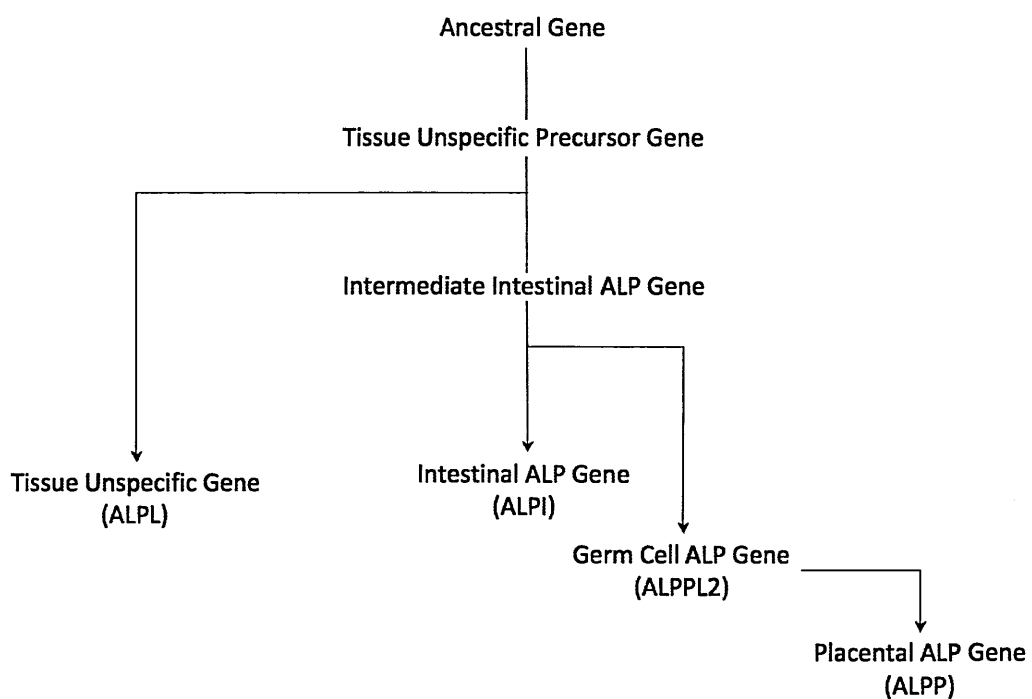 Ancestral Gene
Tissue Unspecific Precursor Gene
Intermediate Intestinal ALP Gene
Tissue Unspecific Gene
(ALPL)
Intestinal ALP Gene
(ALPI)
Germ Cell ALP Gene
(ALPPL2)
Placental ALP Gene
(ALPP)